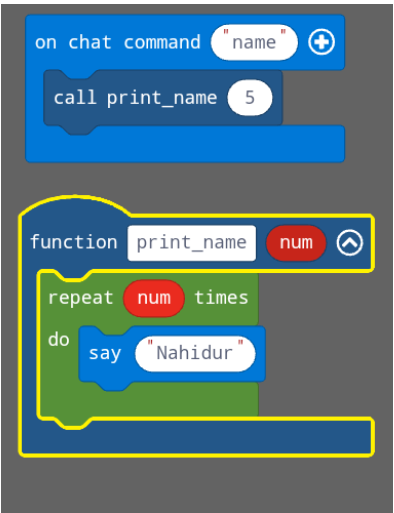 on chat command "name"
call print_name 5
function print_name num
repeat num times
do
say "Nahidur"